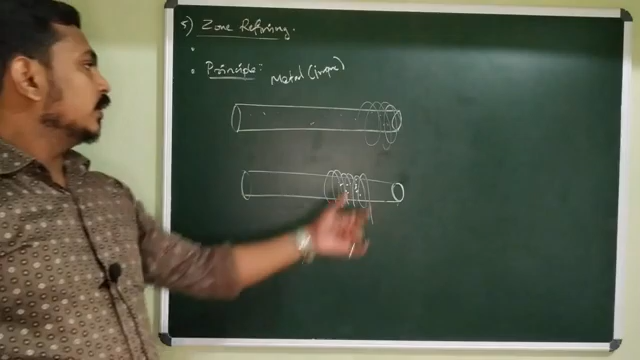 5) Zone Refining.
• Principle:
Metal (impure)